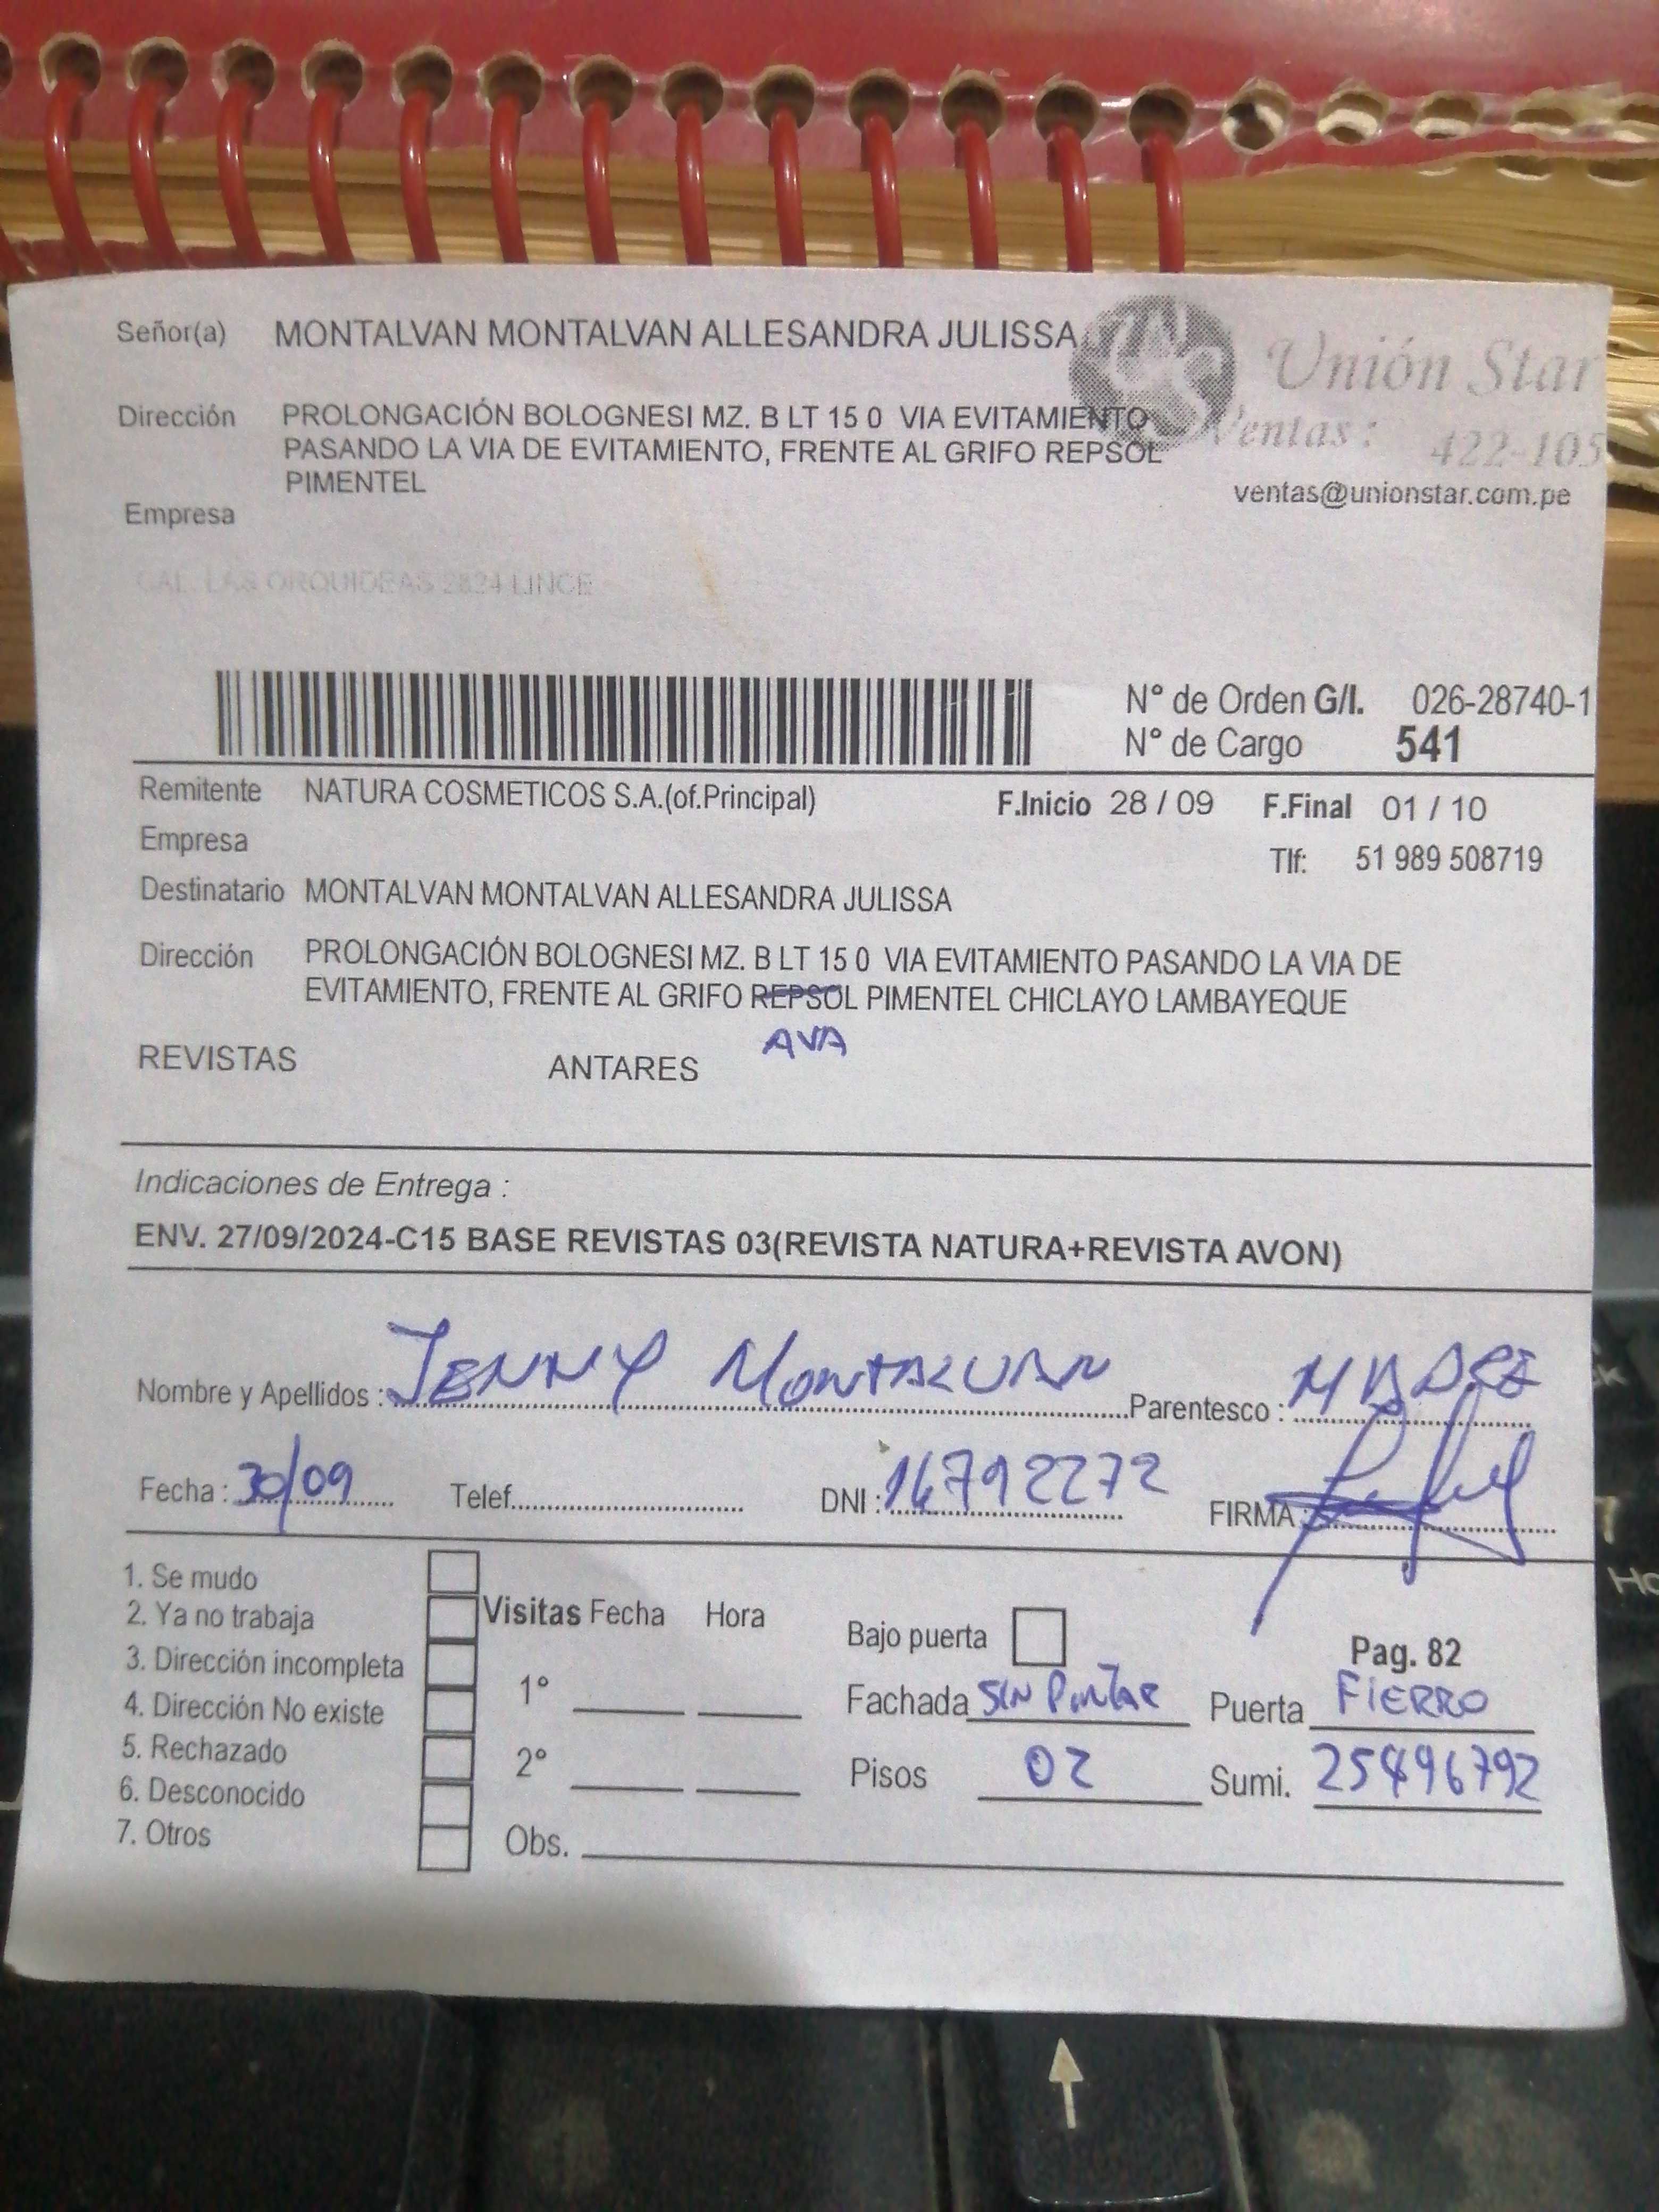 Señor(a) MONTALVAN MONTALVAN ALLESANDRA JULISSA
Unión Star
Dirección PROLONGACIÓN BOLOGNESI MZ. B LT 15 0 VIA EVITAMIENTO
Ventas : 422-105
PASANDO LA VIA DE EVITAMIENTO, FRENTE AL GRIFO REPSOL
PIMENTEL
ventas@unionstar.com.pe
Empresa
CAL. LAS ORQUIDEAS 2824 LINCE
N° de Orden G/I. 026-28740-1
N° de Cargo 541
Remitente NATURA COSMETICOS S.A.(of.Principal) F.Inicio 28 / 09 F.Final 01 / 10
Empresa
Tlf: 51 989 508719
Destinatario MONTALVAN MONTALVAN ALLESANDRA JULISSA
Dirección PROLONGACIÓN BOLOGNESI MZ. B LT 15 0 VIA EVITAMIENTO PASANDO LA VIA DE
EVITAMIENTO, FRENTE AL GRIFO REPSOL PIMENTEL CHICLAYO LAMBAYEQUE
AVA
REVISTAS ANTARES
Indicaciones de Entrega :
ENV. 27/09/2024-C15 BASE REVISTAS 03(REVISTA NATURA+REVISTA AVON)
Nombre y Apellidos : JENNY MONTALVAN Parentesco : MADRE
Fecha : 30/09 Telef. DNI : 16792272 FIRMA :
1. Se mudo
2. Ya no trabaja
3. Dirección incompleta
4. Dirección No existe
5. Rechazado
6. Desconocido
7. Otros
Visitas Fecha Hora
1°
2°
Obs.
Bajo puerta
Pag. 82
Fachada SIN PINTAR Puerta FIERRO
Pisos 02 Sumi. 25496792